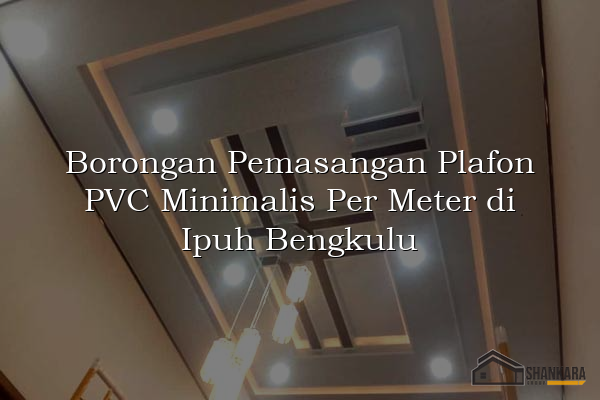 Borongan Pemasangan Plafon
PVC Minimalis Per Meter di
Ipuh Bengkulu
SHANKARA